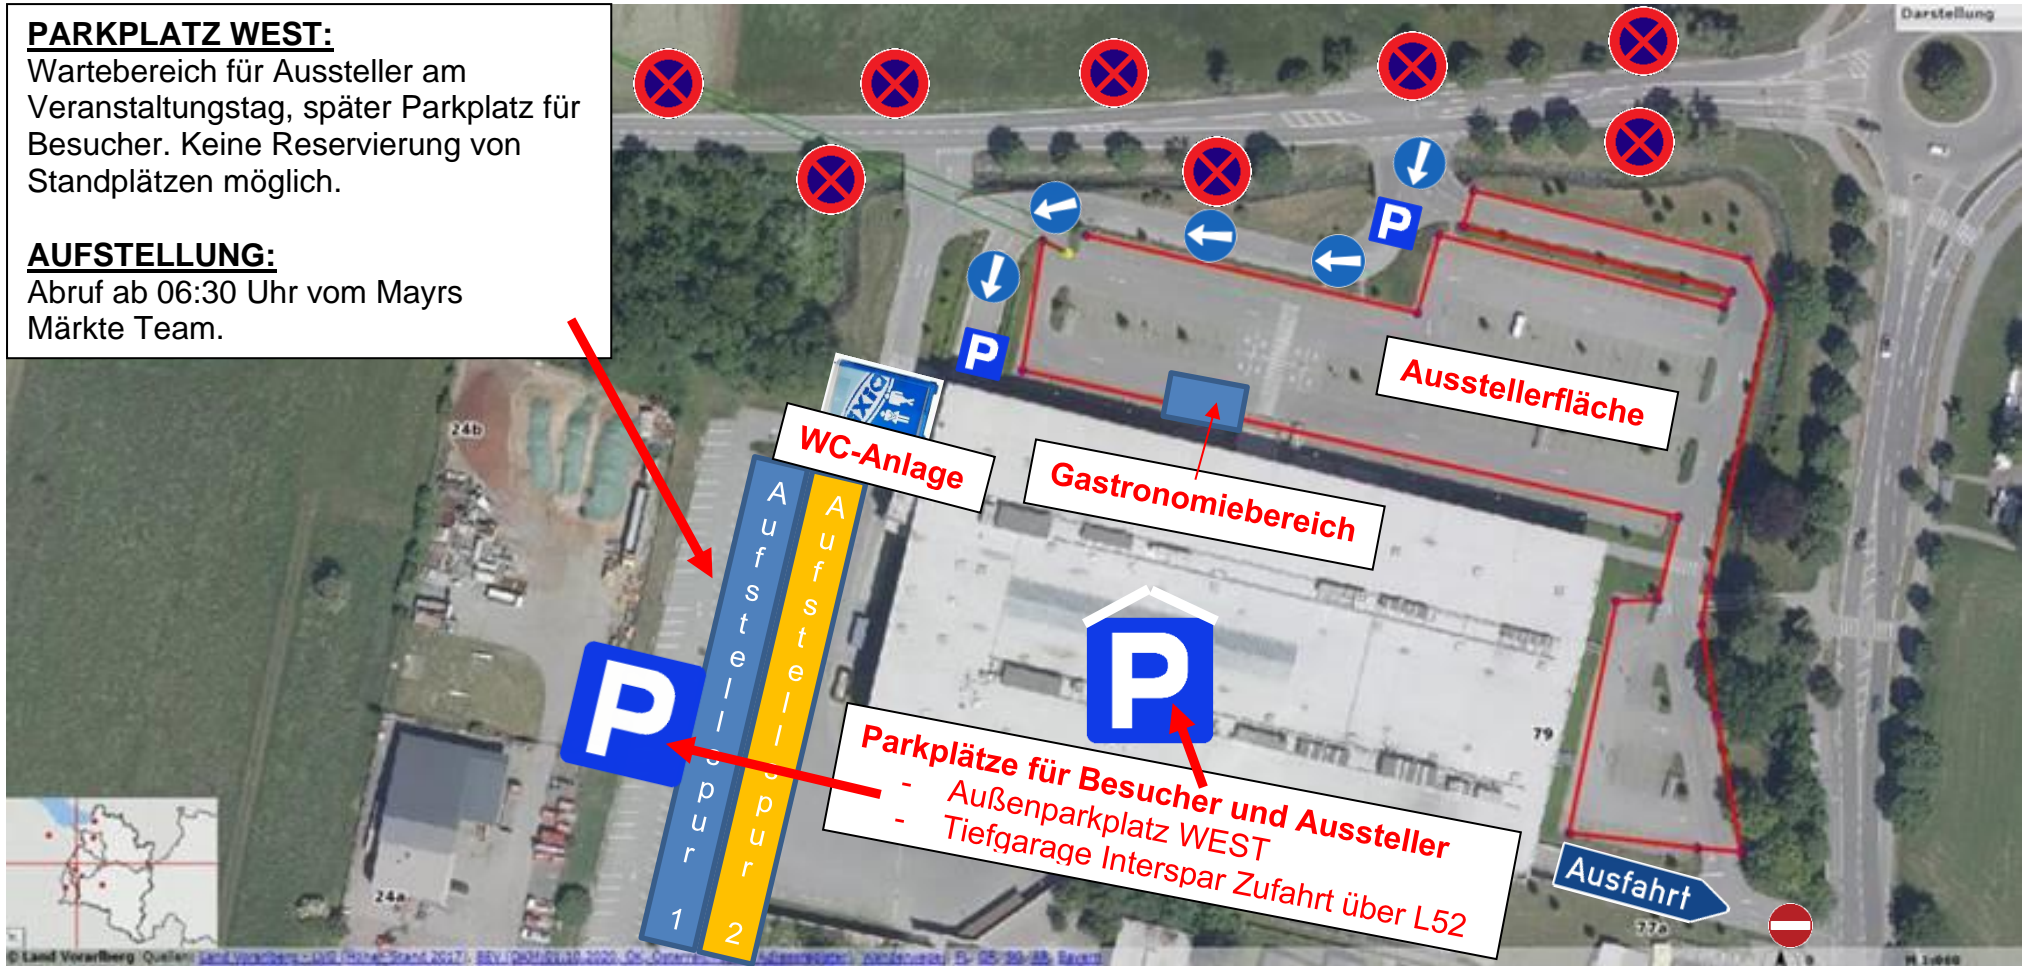 PARKPLATZ WEST:
Wartebereich für Aussteller am
Veranstaltungstag, später Parkplatz für
Besucher. Keine Reservierung von
Standplätzen möglich.
AUFSTELLUNG:
Abruf ab 06:30 Uhr vom Mayrs
Märkte Team.
Darstellung
P
P
Ausstellerfläche
WC-Anlage
Gastronomiebereich
24b
Aufstellspur 1
Aufstellspur 2
P
P
79
Parkplätze für Besucher und Aussteller
- Außenparkplatz WEST
- Tiefgarage Interspar Zufahrt über L52
Ausfahrt
24a
77a
© Land Vorarlberg Quellen: